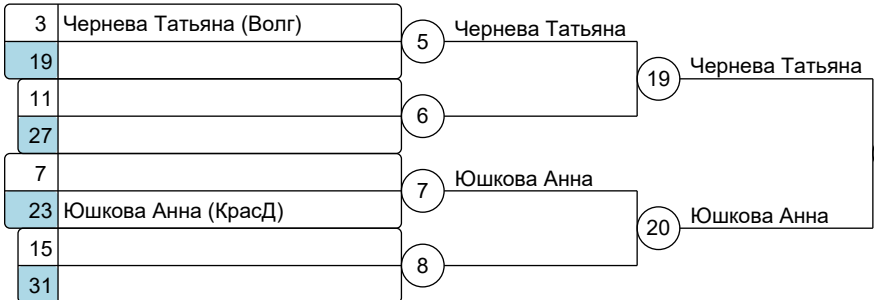 3 Чернева Татьяна (Волг)
5 Чернева Татьяна
19
19 Чернева Татьяна
11
6
27
7
7 Юшкова Анна
23 Юшкова Анна (КрасД)
20 Юшкова Анна
15
8
31